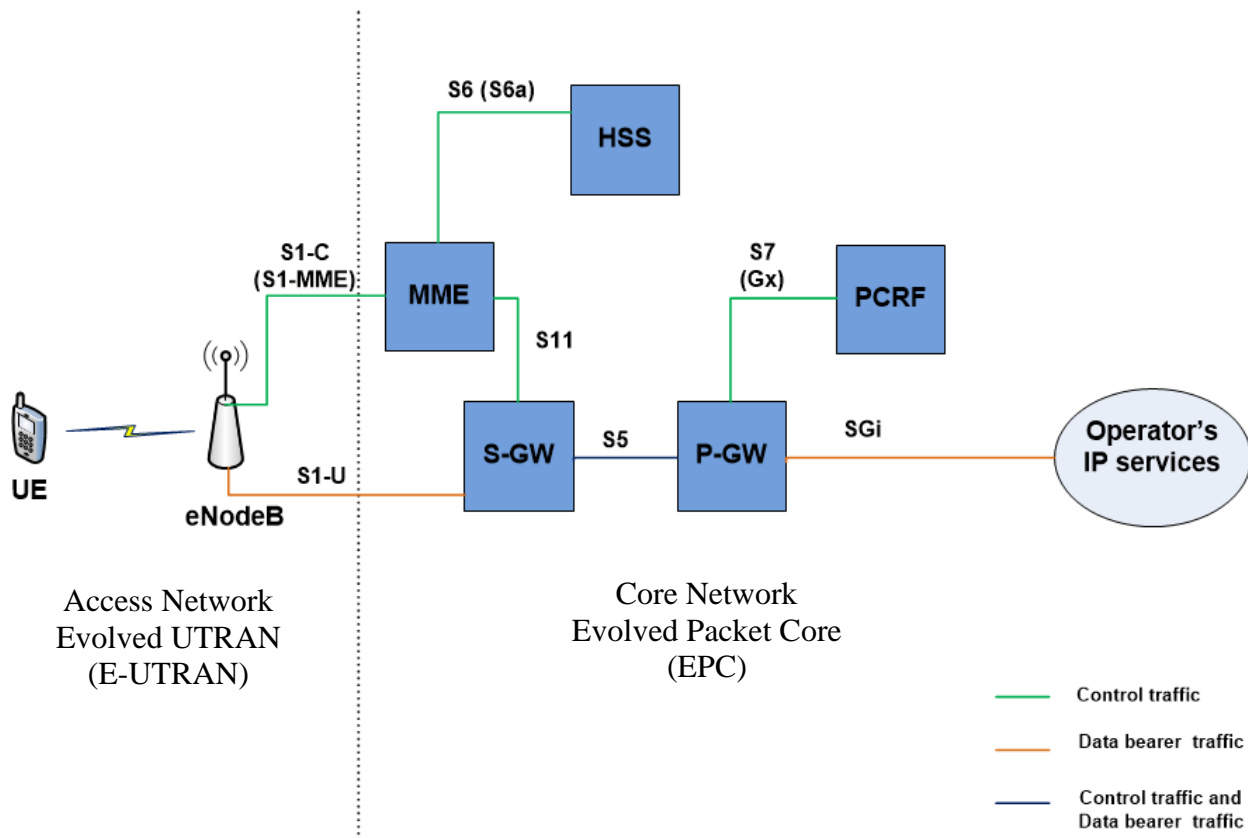 S6 (S6a)
HSS
S1-C
(S1-MME)
MME
S7
(Gx)
PCRF
S11
UE
S1-U
eNodeB
S-GW
S5
P-GW
SGi
Operator's
IP services
Access Network
Evolved UTRAN
(E-UTRAN)
Core Network
Evolved Packet Core
(EPC)
Control traffic
Data bearer traffic
Control traffic and
Data bearer traffic